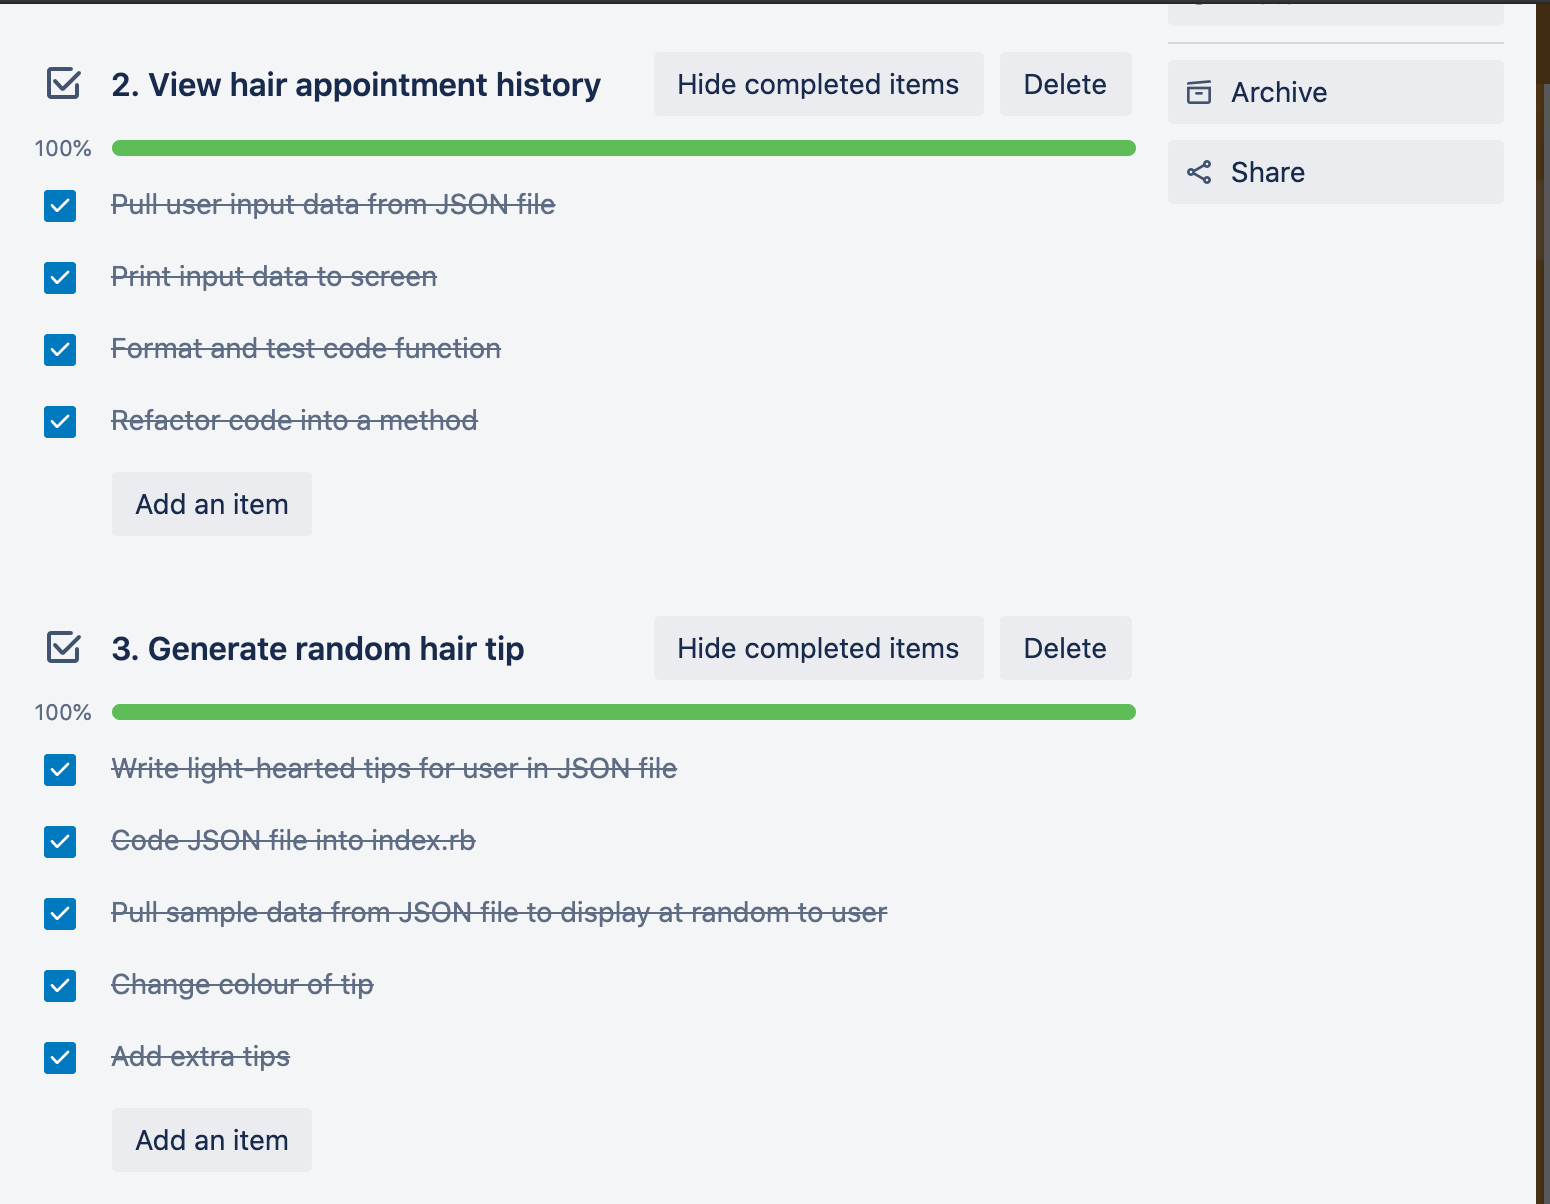 2. View hair appointment history
Hide completed items
Delete
100%
Pull user input data from JSON file
Print input data to screen
Format and test code function
Refactor code into a method
Add an item
3. Generate random hair tip
Hide completed items
Delete
100%
Write light-hearted tips for user in JSON file
Code JSON file into index.rb
Pull sample data from JSON file to display at random to user
Change colour of tip
Add extra tips
Add an item
Archive
Share